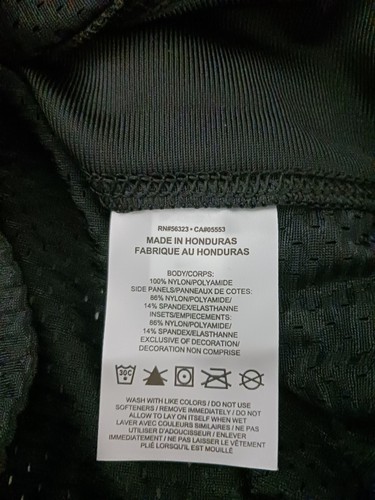 RN#56323 • CA#05553
MADE IN HONDURAS
FABRIQUE AU HONDURAS
BODY/CORPS:
100% NYLON/POLYAMIDE
SIDE PANELS/PANNEAUX DE COTES:
86% NYLON/POLYAMIDE/
14% SPANDEX/ELASTHANNE
INSETS/EMPIECEMENTS:
86% NYLON/POLYAMIDE/
14% SPANDEX/ELASTHANNE
EXCLUSIVE OF DECORATION/
DECORATION NON COMPRISE
30C
WASH WITH LIKE COLORS / DO NOT USE
SOFTENERS / REMOVE IMMEDIATELY / DO NOT
ALLOW TO LAY ON ITSELF WHEN WET
LAVER AVEC COULEURS SIMILAIRES / NE PAS
UTILISER D'ADOUCISSEUR / ENLEVER
IMMÉDIATEMENT / NE PAS LAISSER LE VÊTEMENT
PLIÉ LORSQU'IL EST MOUILLÉ